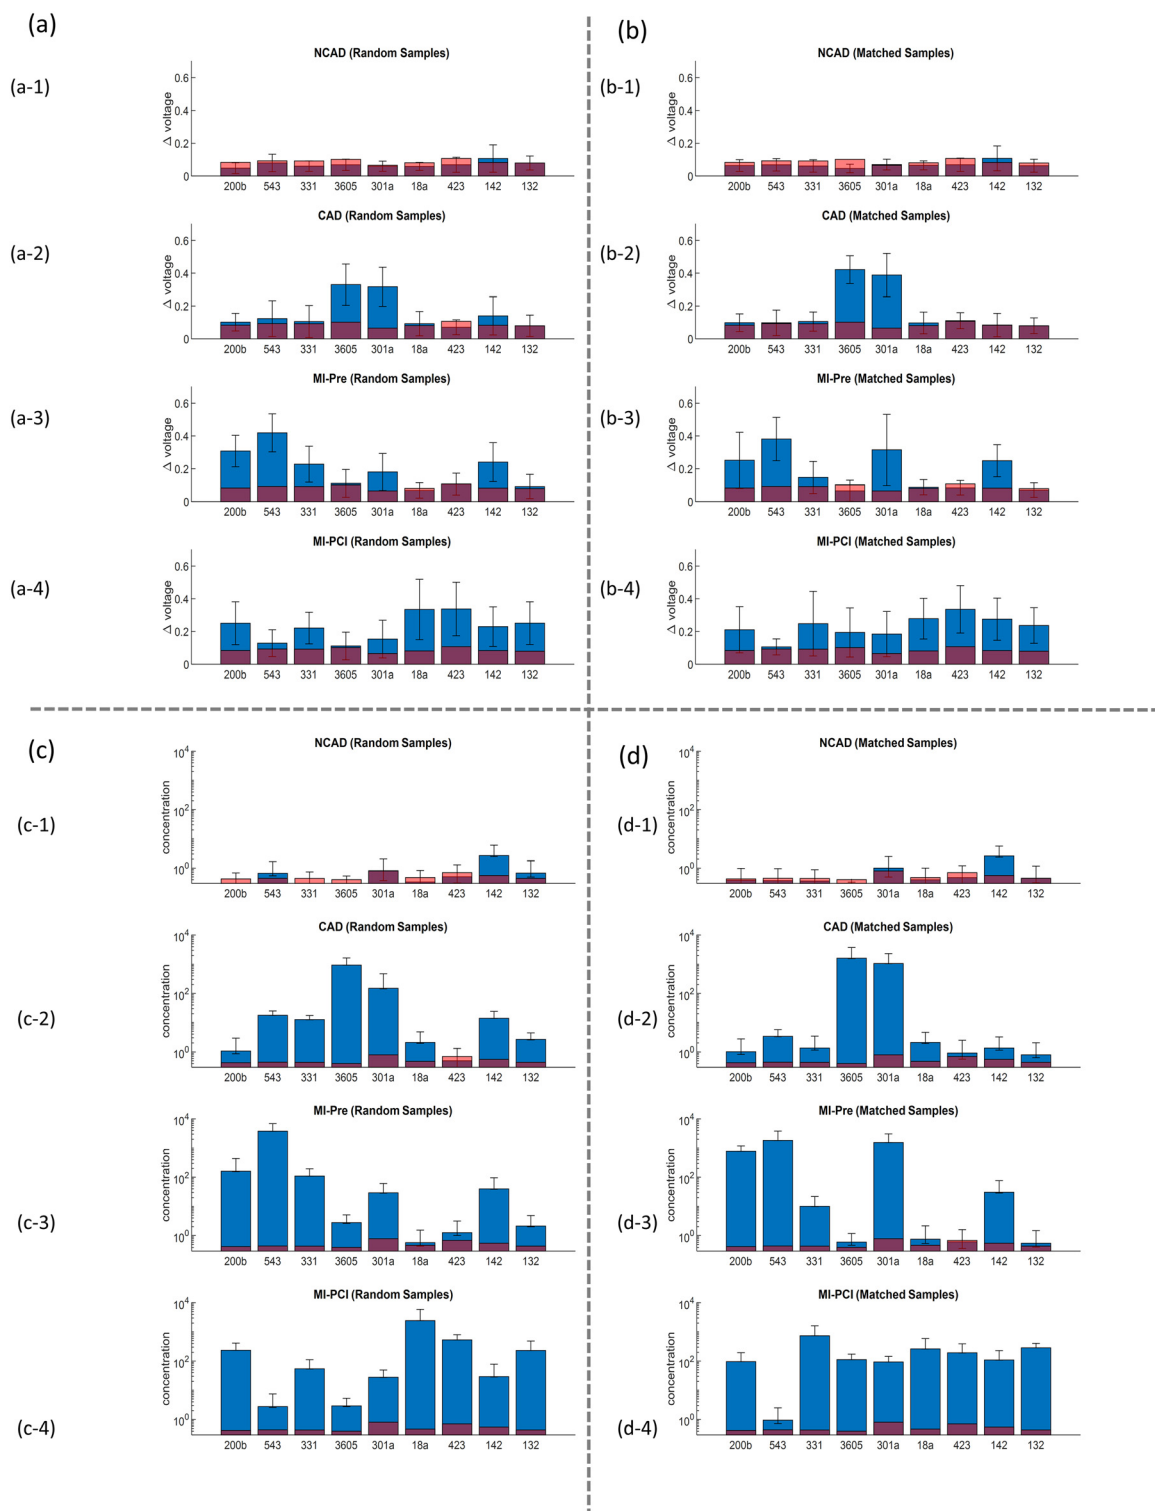 (a)
NCAD (Random Samples)
(a-1)
Δ voltage
0.6
0.4
0.2
0
200b 543 331 3605 301a 18a 423 142 132
CAD (Random Samples)
(a-2)
Δ voltage
0.6
0.4
0.2
0
200b 543 331 3605 301a 18a 423 142 132
MI-Pre (Random Samples)
(a-3)
Δ voltage
0.6
0.4
0.2
0
200b 543 331 3605 301a 18a 423 142 132
MI-PCI (Random Samples)
(a-4)
Δ voltage
0.6
0.4
0.2
0
200b 543 331 3605 301a 18a 423 142 132
(b)
NCAD (Matched Samples)
(b-1)
Δ voltage
0.6
0.4
0.2
0
200b 543 331 3605 301a 18a 423 142 132
CAD (Matched Samples)
(b-2)
Δ voltage
0.6
0.4
0.2
0
200b 543 331 3605 301a 18a 423 142 132
MI-Pre (Matched Samples)
(b-3)
Δ voltage
0.6
0.4
0.2
0
200b 543 331 3605 301a 18a 423 142 132
MI-PCI (Matched Samples)
(b-4)
Δ voltage
0.6
0.4
0.2
0
200b 543 331 3605 301a 18a 423 142 132
(c)
NCAD (Random Samples)
(c-1)
concentration
10⁴
10²
10⁰
200b 543 331 3605 301a 18a 423 142 132
CAD (Random Samples)
(c-2)
concentration
10⁴
10²
10⁰
200b 543 331 3605 301a 18a 423 142 132
MI-Pre (Random Samples)
(c-3)
concentration
10⁴
10²
10⁰
200b 543 331 3605 301a 18a 423 142 132
MI-PCI (Random Samples)
(c-4)
concentration
10⁴
10²
10⁰
200b 543 331 3605 301a 18a 423 142 132
(d)
NCAD (Matched Samples)
(d-1)
concentration
10⁴
10²
10⁰
200b 543 331 3605 301a 18a 423 142 132
CAD (Matched Samples)
(d-2)
concentration
10⁴
10²
10⁰
200b 543 331 3605 301a 18a 423 142 132
MI-Pre (Matched Samples)
(d-3)
concentration
10⁴
10²
10⁰
200b 543 331 3605 301a 18a 423 142 132
MI-PCI (Matched Samples)
(d-4)
concentration
10⁴
10²
10⁰
200b 543 331 3605 301a 18a 423 142 132